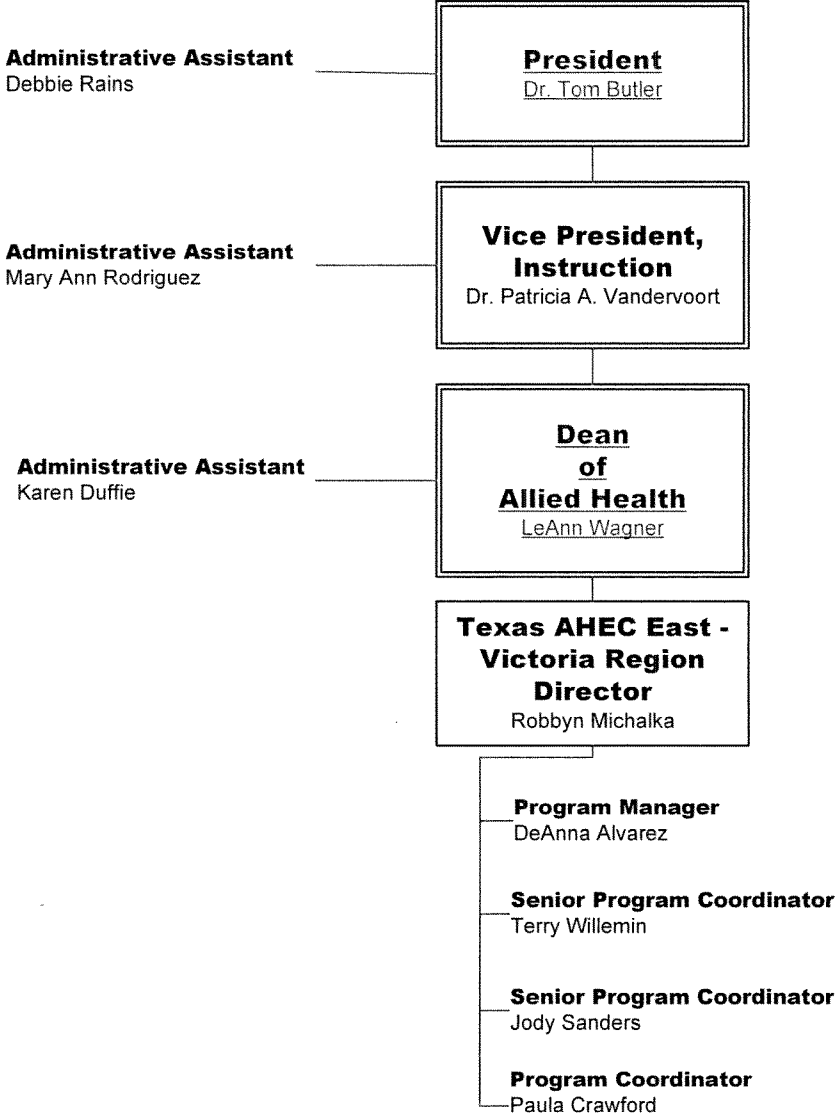 Administrative Assistant
Debbie Rains
President
Dr. Tom Butler
Administrative Assistant
Mary Ann Rodriguez
Vice President,
Instruction
Dr. Patricia A. Vandervoort
Administrative Assistant
Karen Duffie
Dean
of
Allied Health
LeAnn Wagner
Texas AHEC East -
Victoria Region
Director
Robbyn Michalka
Program Manager
DeAnna Alvarez
Senior Program Coordinator
Terry Willemin
Senior Program Coordinator
Jody Sanders
Program Coordinator
Paula Crawford